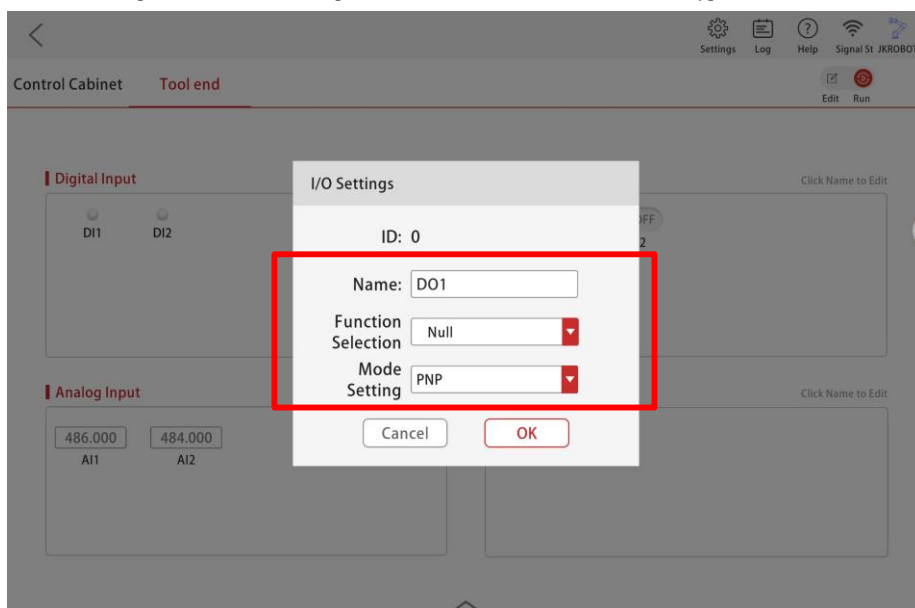 Settings Log Help Signal St JKROBOT
Control Cabinet Tool end
Edit Run
Digital Input
Click Name to Edit
DI1 DI2
I/O Settings
ID: 0
Name: DO1
Function Selection Null
Mode Setting PNP
Cancel OK
Analog Input
Click Name to Edit
486.000 484.000
AI1 AI2